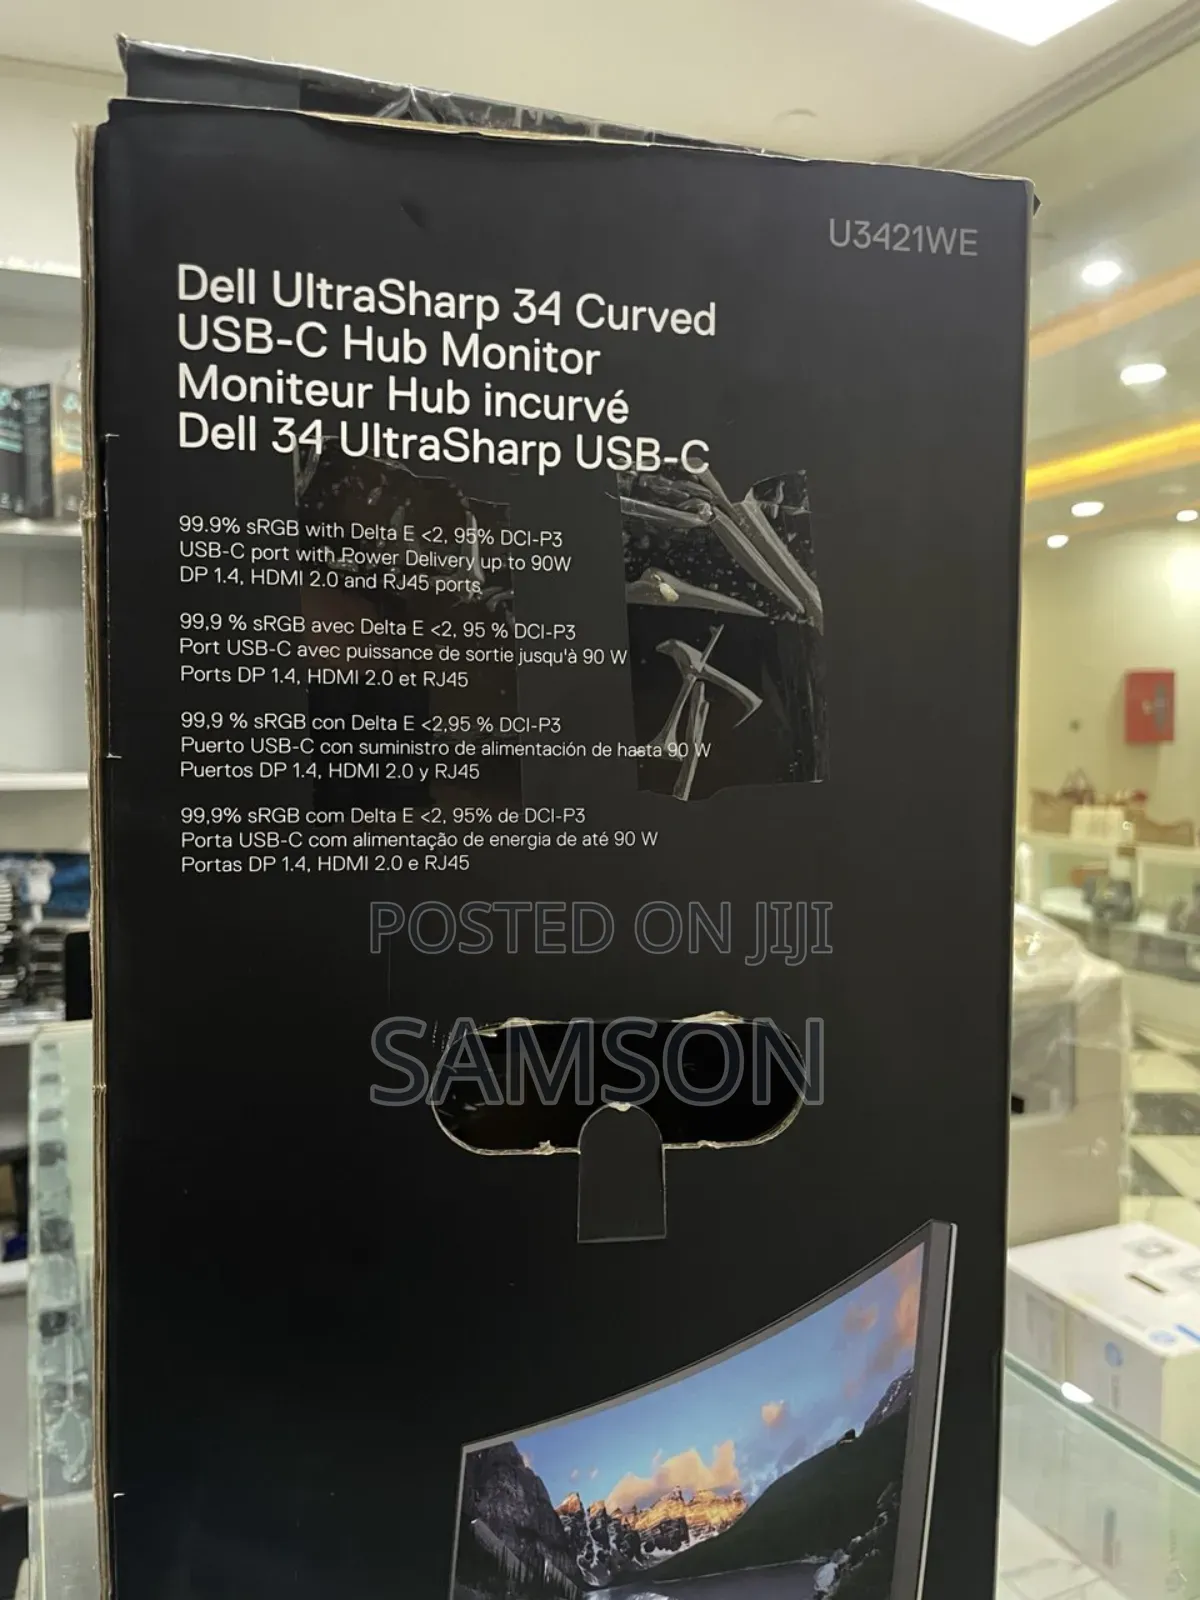 U3421WE
Dell UltraSharp 34 Curved
USB-C Hub Monitor
Moniteur Hub incurvé
Dell 34 UltraSharp USB-C
99.9% sRGB with Delta E <2, 95% DCI-P3
USB-C port with Power Delivery up to 90W
DP 1.4, HDMI 2.0 and RJ45 ports
99,9 % sRGB avec Delta E <2, 95 % DCI-P3
Port USB-C avec puissance de sortie jusqu'à 90 W
Ports DP 1.4, HDMI 2.0 et RJ45
99,9 % sRGB con Delta E <2,95 % DCI-P3
Puerto USB-C con suministro de alimentación de hasta 90 W
Puertos DP 1.4, HDMI 2.0 y RJ45
99,9% sRGB com Delta E <2, 95% de DCI-P3
Porta USB-C com alimentação de energia de até 90 W
Portas DP 1.4, HDMI 2.0 e RJ45
POSTED ON JIJI
SAMSON